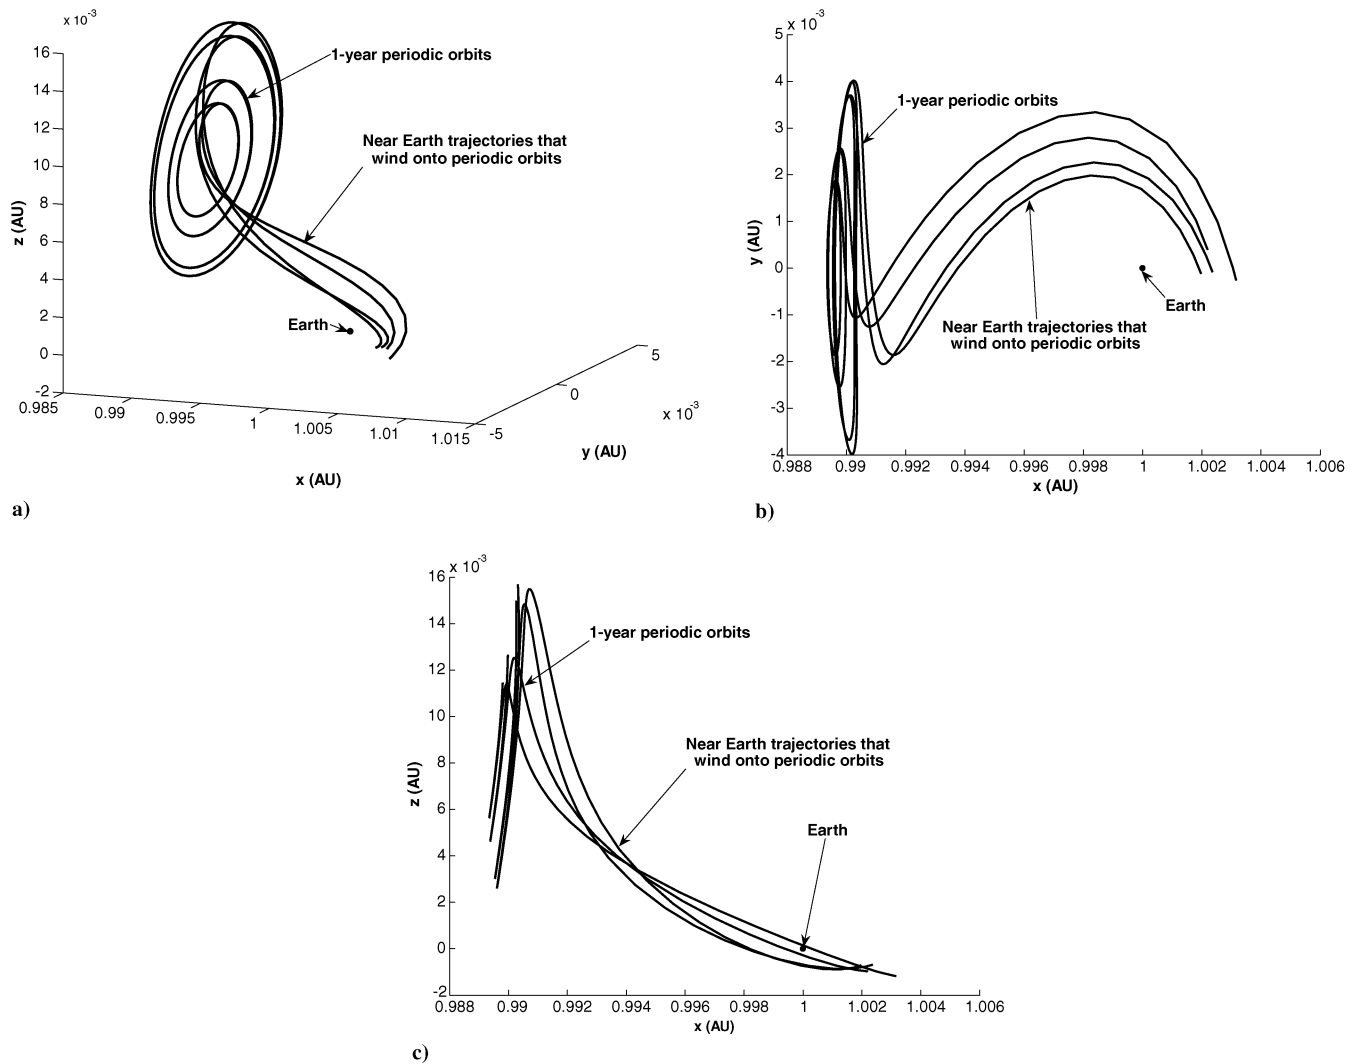 x 10-3
16
14
12
10
8
6
4
2
0
-2
z (AU)
1-year periodic orbits
Near Earth trajectories that
wind onto periodic orbits
Earth
0.985
0.99
0.995
1
1.005
1.01
1.015
x (AU)
-5
0
5
x 10-3
y (AU)
a)
x 10-3
5
4
3
2
1
0
-1
-2
-3
-4
y (AU)
1-year periodic orbits
Earth
Near Earth trajectories that
wind onto periodic orbits
0.988
0.99
0.992
0.994
0.996
0.998
1
1.002
1.004
1.006
x (AU)
b)
x 10-3
16
14
12
10
8
6
4
2
0
-2
z (AU)
1-year periodic orbits
Near Earth trajectories that
wind onto periodic orbits
Earth
0.988
0.99
0.992
0.994
0.996
0.998
1
1.002
1.004
1.006
x (AU)
c)